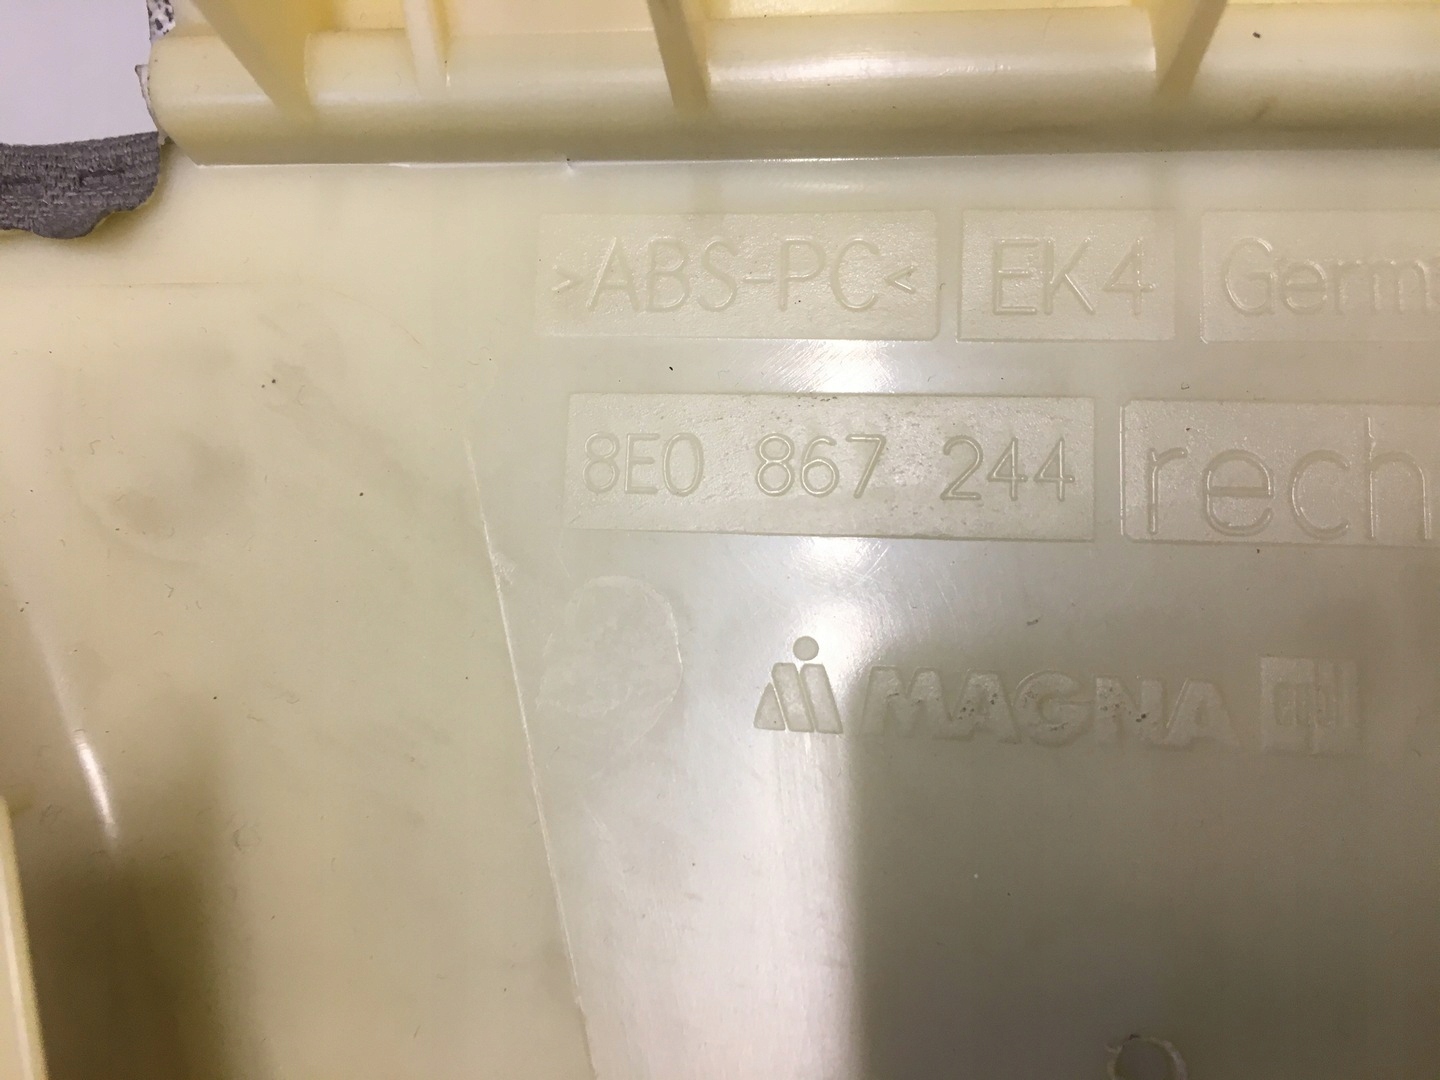 >ABS-PC< EK4 Germ
8E0 867 244 rech
MAGNA